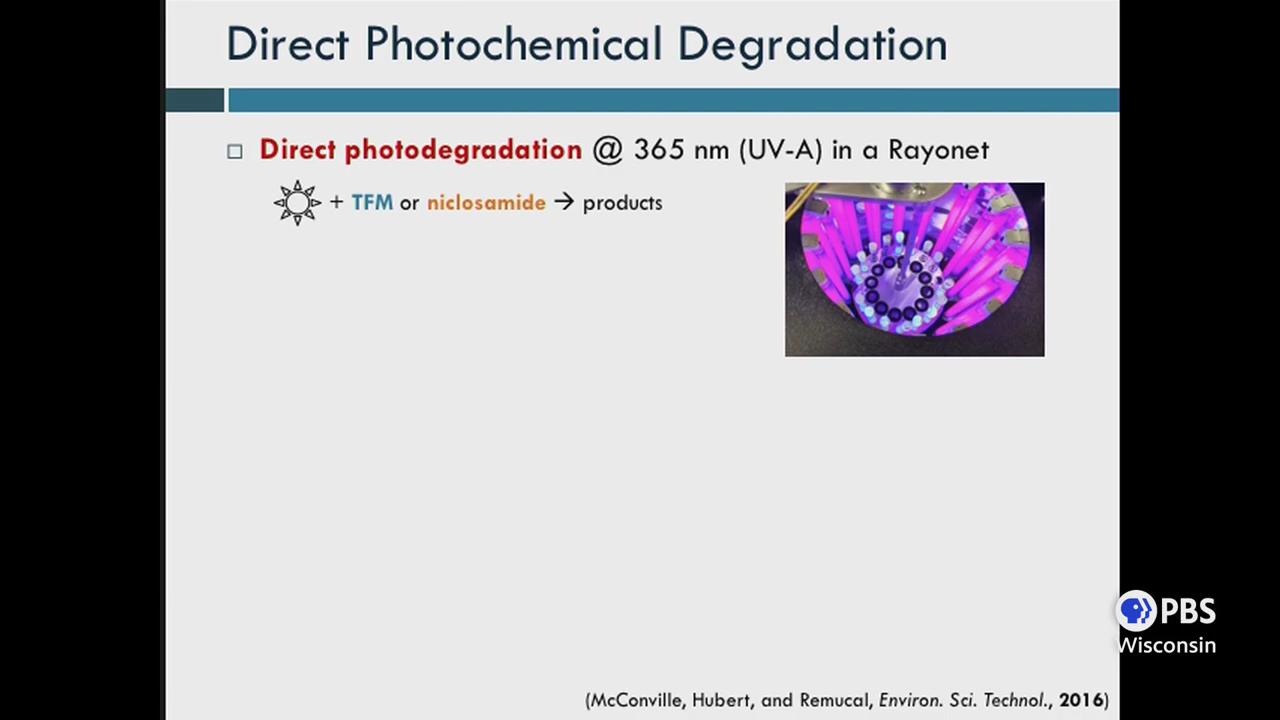 Direct Photochemical Degradation
Direct photodegradation @ 365 nm (UV-A) in a Rayonet
+ TFM or niclosamide → products
PBS
Wisconsin
(McConville, Hubert, and Remucal, Environ. Sci. Technol., 2016)